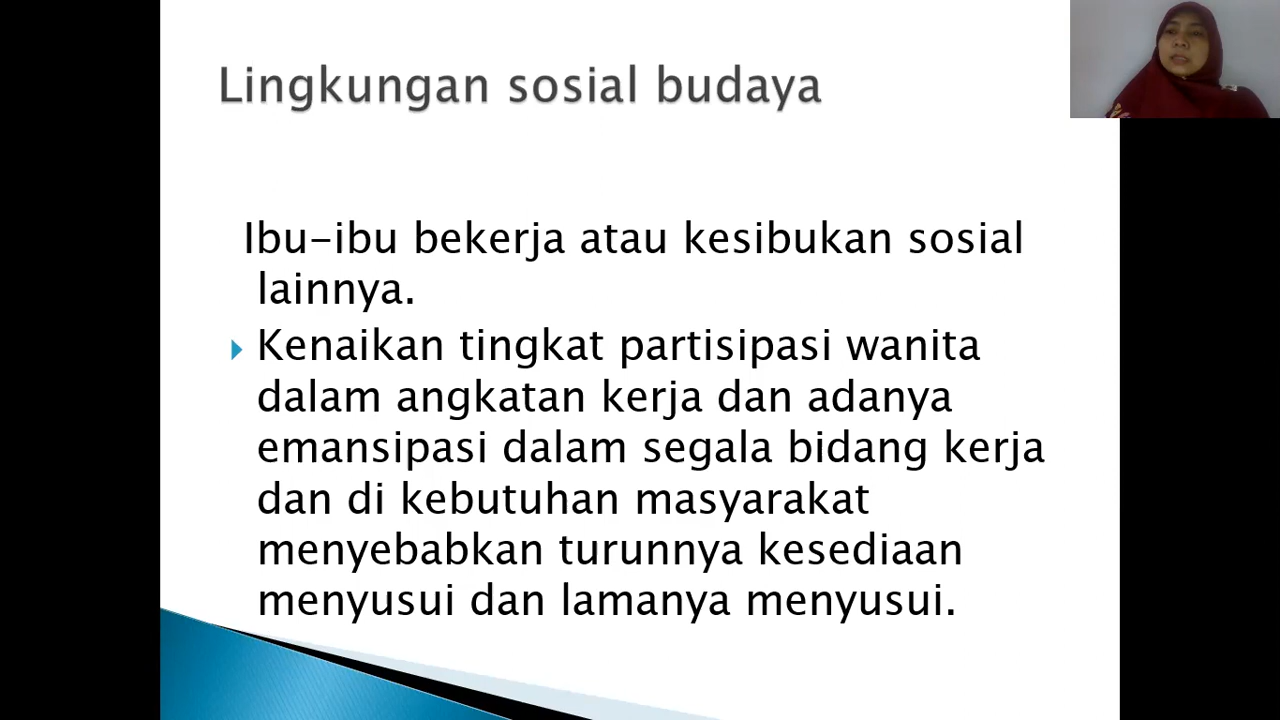 Lingkungan sosial budaya
Ibu-ibu bekerja atau kesibukan sosial
lainnya.
Kenaikan tingkat partisipasi wanita
dalam angkatan kerja dan adanya
emansipasi dalam segala bidang kerja
dan di kebutuhan masyarakat
menyebabkan turunnya kesediaan
menyusui dan lamanya menyusui.